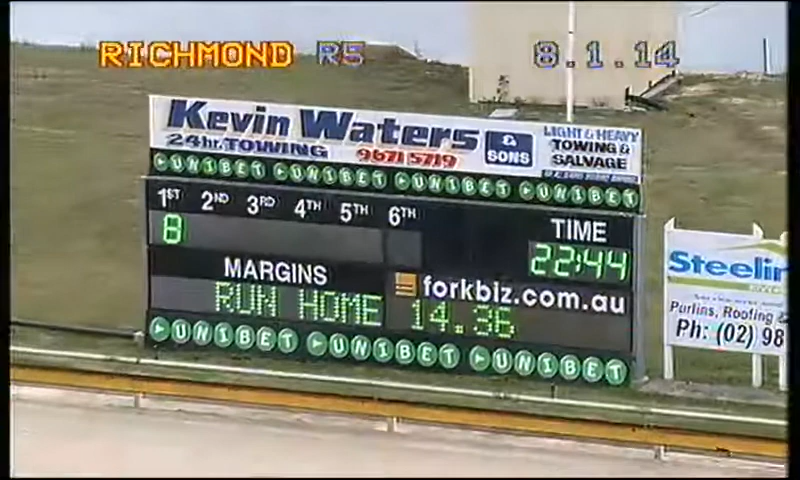 RICHMOND R5 8.1.14
Kevin Waters & SONS
24hr. TOWING 9671 5719
LIGHT & HEAVY
TOWING &
SALVAGE
UNIBET UNIBET UNIBET UNIBET
1ST 2ND 3RD 4TH 5TH 6TH TIME
8 22:44
MARGINS forkbiz.com.au
RUN HOME 14.36
UNIBET UNIBET UNIBET
Steelin
Purlins, Roofing &
Ph: (02) 98